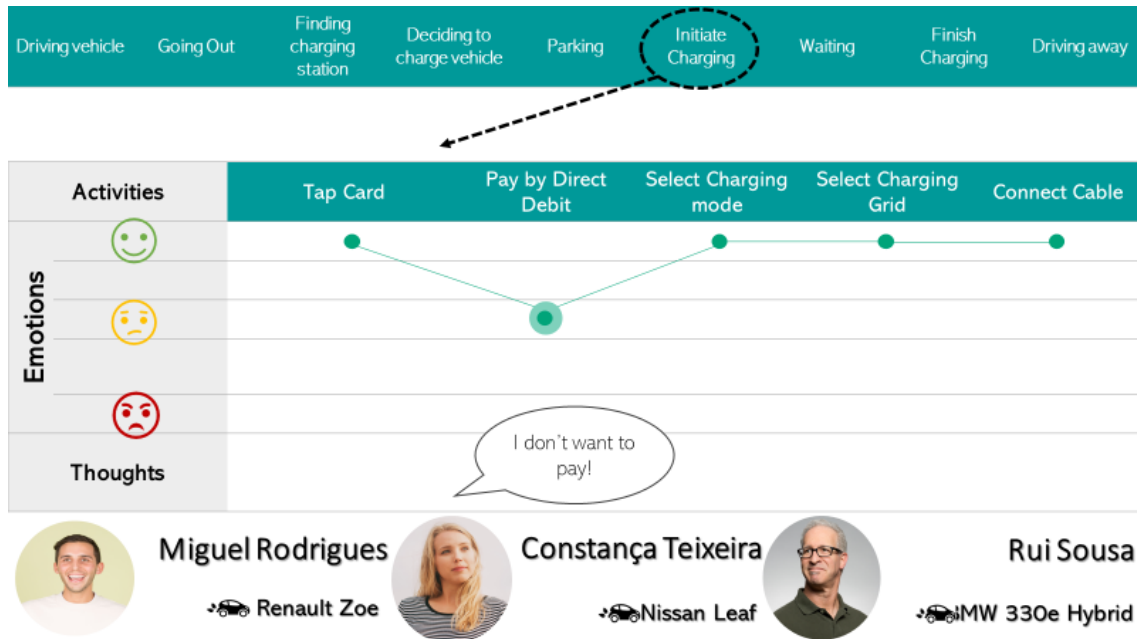 Driving vehicle
Going Out
Finding
charging
station
Deciding to
charge vehicle
Parking
Initiate
Charging
Waiting
Finish
Charging
Driving away
Activities
Tap Card
Pay by Direct
Debit
Select Charging
mode
Select Charging
Grid
Connect Cable
Emotions
Thoughts
I don't want to
pay!
Miguel Rodrigues
Renault Zoe
Constança Teixeira
Nissan Leaf
Rui Sousa
MW 330e Hybrid